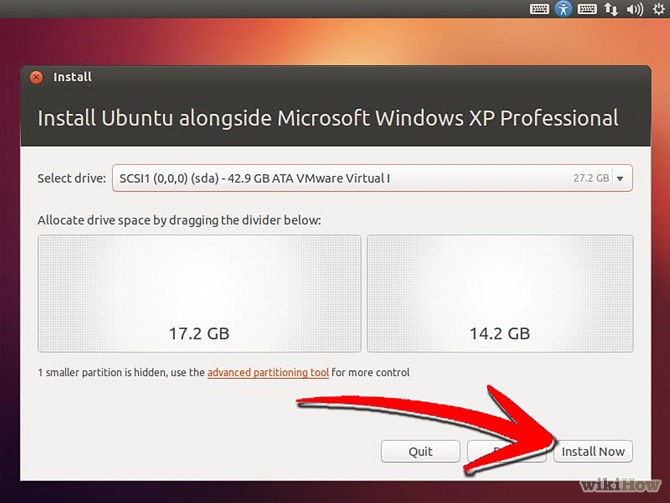 Install
Install Ubuntu alongside Microsoft Windows XP Professional
Select drive: SCSI1 (0,0,0) (sda) - 42.9 GB ATA VMware Virtual I 27.2 GB
Allocate drive space by dragging the divider below:
17.2 GB 14.2 GB
1 smaller partition is hidden, use the advanced partitioning tool for more control
Quit Install Now
wikiHow